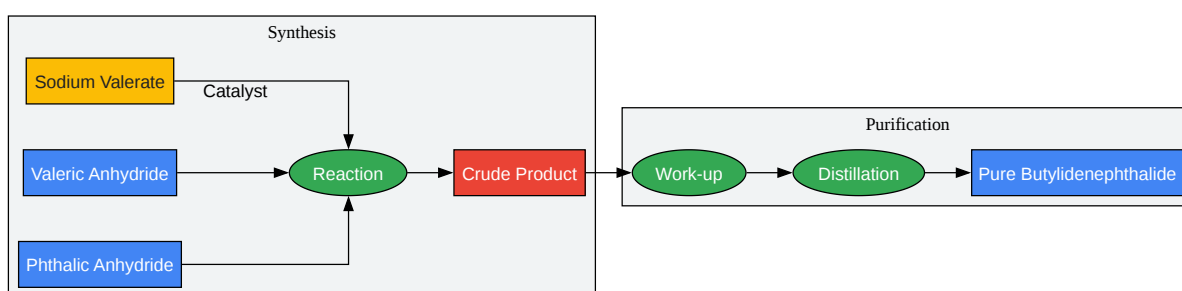 Synthesis
Sodium Valerate
Catalyst
Valeric Anhydride
Reaction
Crude Product
Phthalic Anhydride
Purification
Work-up
Distillation
Pure Butylidenephthalide